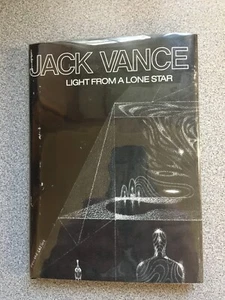 JACK VANCE
LIGHT FROM A LONE STAR